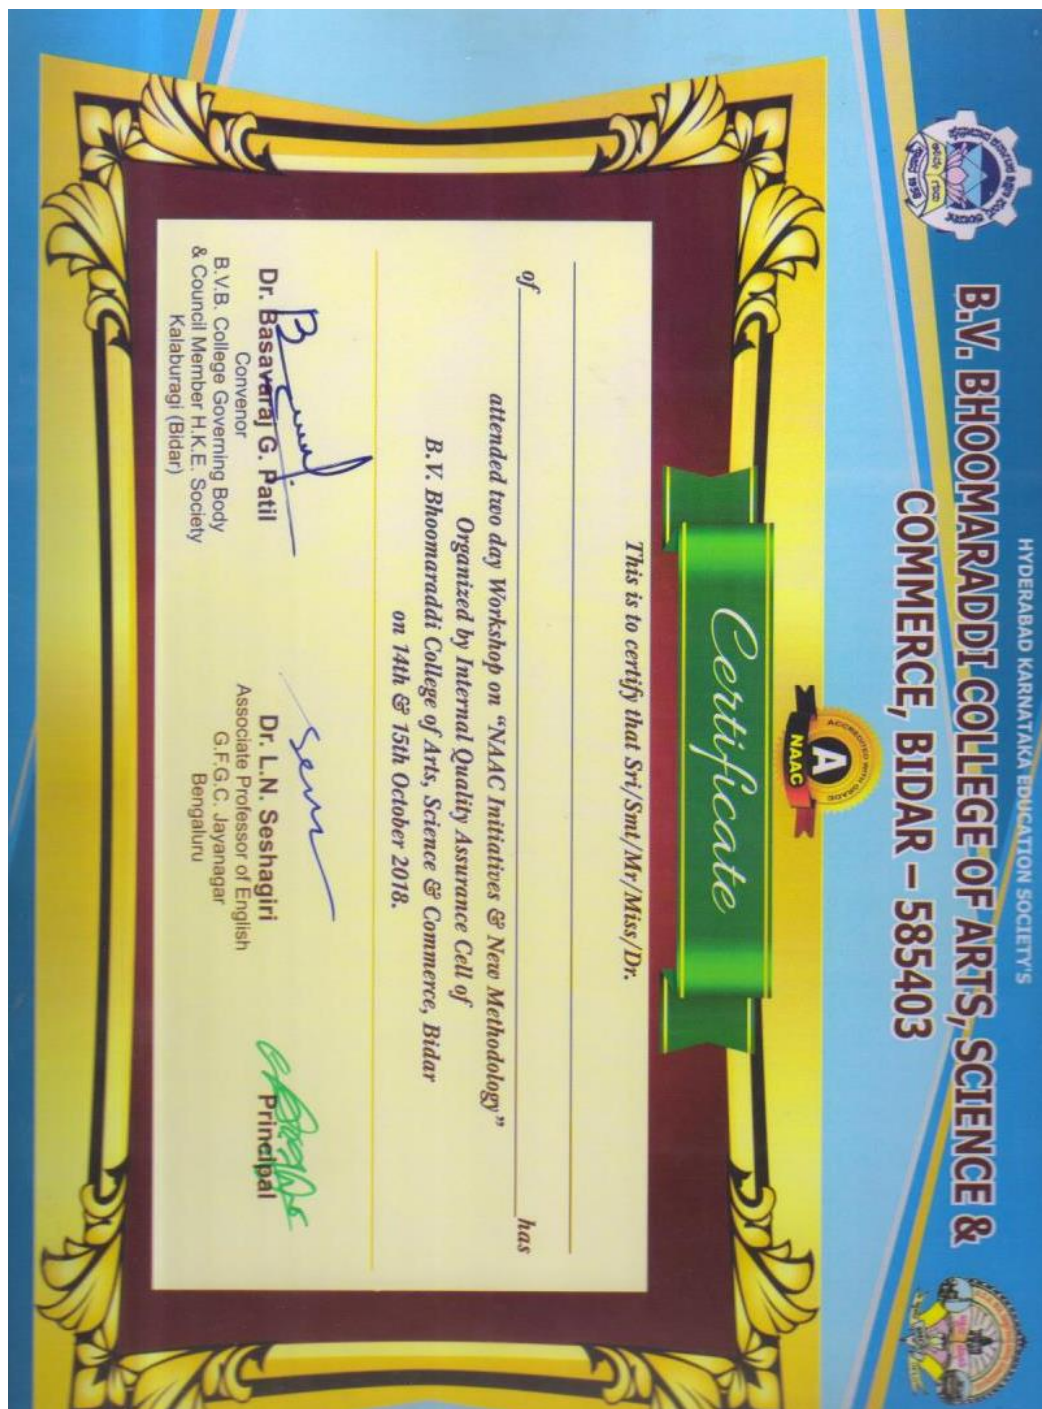 HYDERABAD KARNATAKA EDUCATION SOCIETY'S
B.V. BHOOMARADDI COLLEGE OF ARTS, SCIENCE &
COMMERCE, BIDAR – 585403
ACCREDITED WITH GRADE
A
NAAC
Certificate
This is to certify that Sri/Smt/Mr/Miss/Dr.
of has
attended two day Workshop on “NAAC Initiatives & New Methodology”
Organized by Internal Quality Assurance Cell of
B.V. Bhoomaraddi College of Arts, Science & Commerce, Bidar
on 14th & 15th October 2018.
Dr. Basavaraj G. Patil
Convenor
B.V.B. College Governing Body
& Council Member H.K.E. Society
Kalaburagi (Bidar)
Dr. L.N. Seshagiri
Associate Professor of English
G.F.G.C. Jayanagar
Bengaluru
Principal